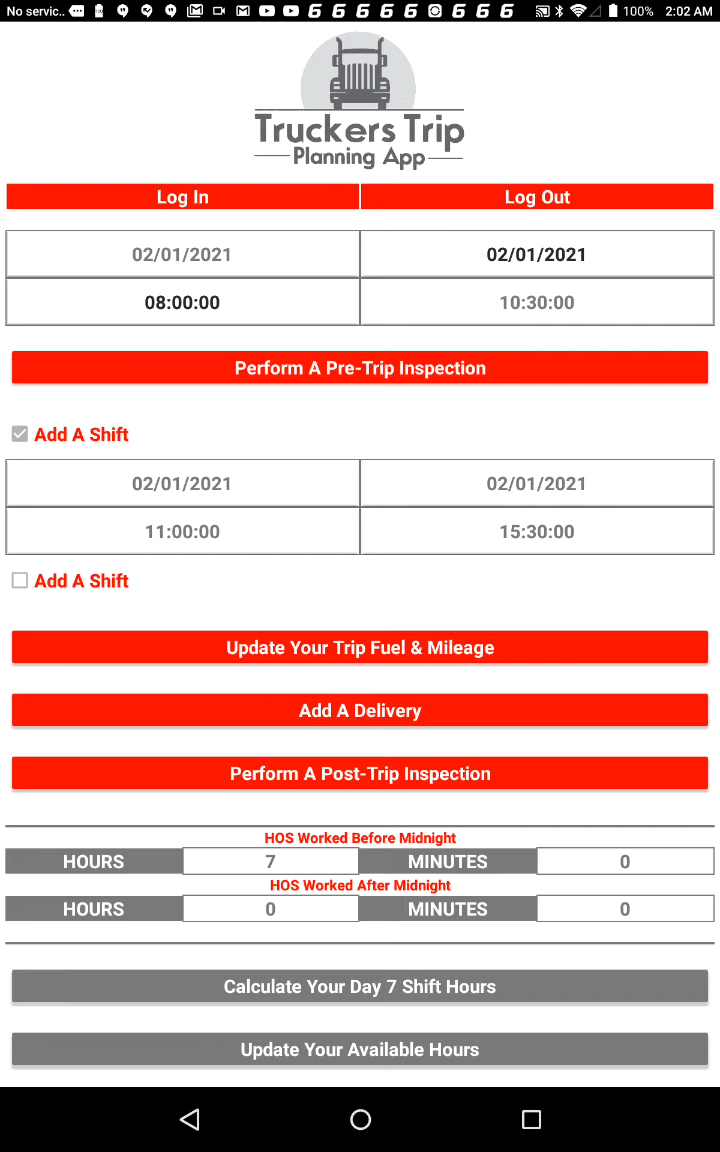 No servic.. 100% 2:02 AM
Truckers Trip
Planning App
Log In Log Out
02/01/2021 02/01/2021
08:00:00 10:30:00
Perform A Pre-Trip Inspection
Add A Shift
02/01/2021 02/01/2021
11:00:00 15:30:00
Add A Shift
Update Your Trip Fuel & Mileage
Add A Delivery
Perform A Post-Trip Inspection
HOS Worked Before Midnight
HOURS 7 MINUTES 0
HOS Worked After Midnight
HOURS 0 MINUTES 0
Calculate Your Day 7 Shift Hours
Update Your Available Hours